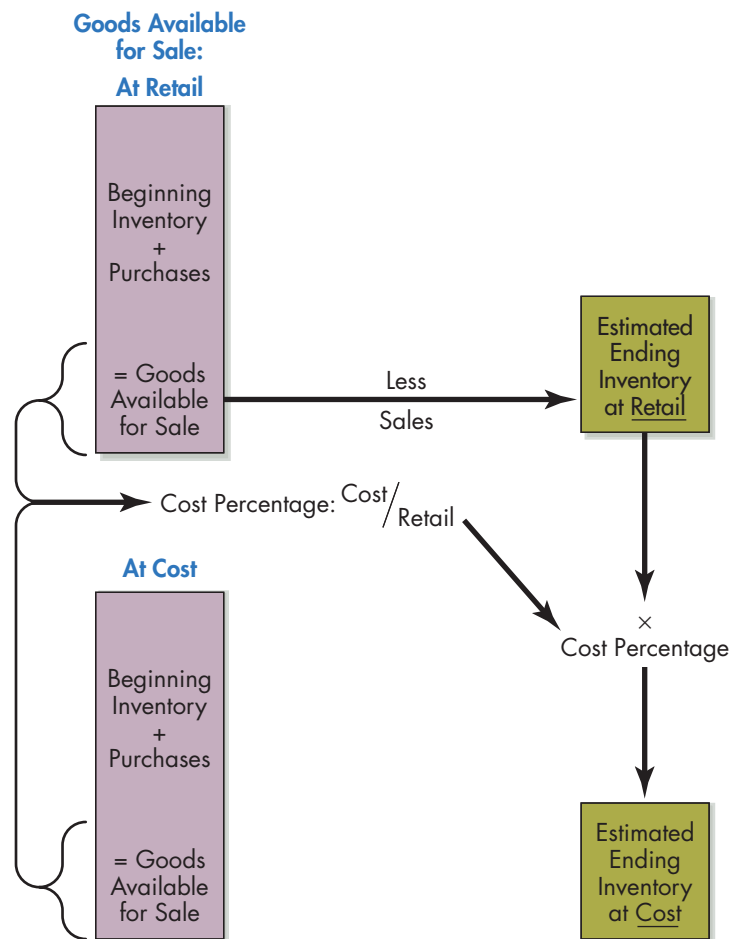 Goods Available
for Sale:
At Retail
Beginning
Inventory
+
Purchases
= Goods
Available
for Sale
Less
Sales
Estimated
Ending
Inventory
at Retail
Cost Percentage: Cost/Retail
At Cost
Beginning
Inventory
+
Purchases
= Goods
Available
for Sale
×
Cost Percentage
Estimated
Ending
Inventory
at Cost